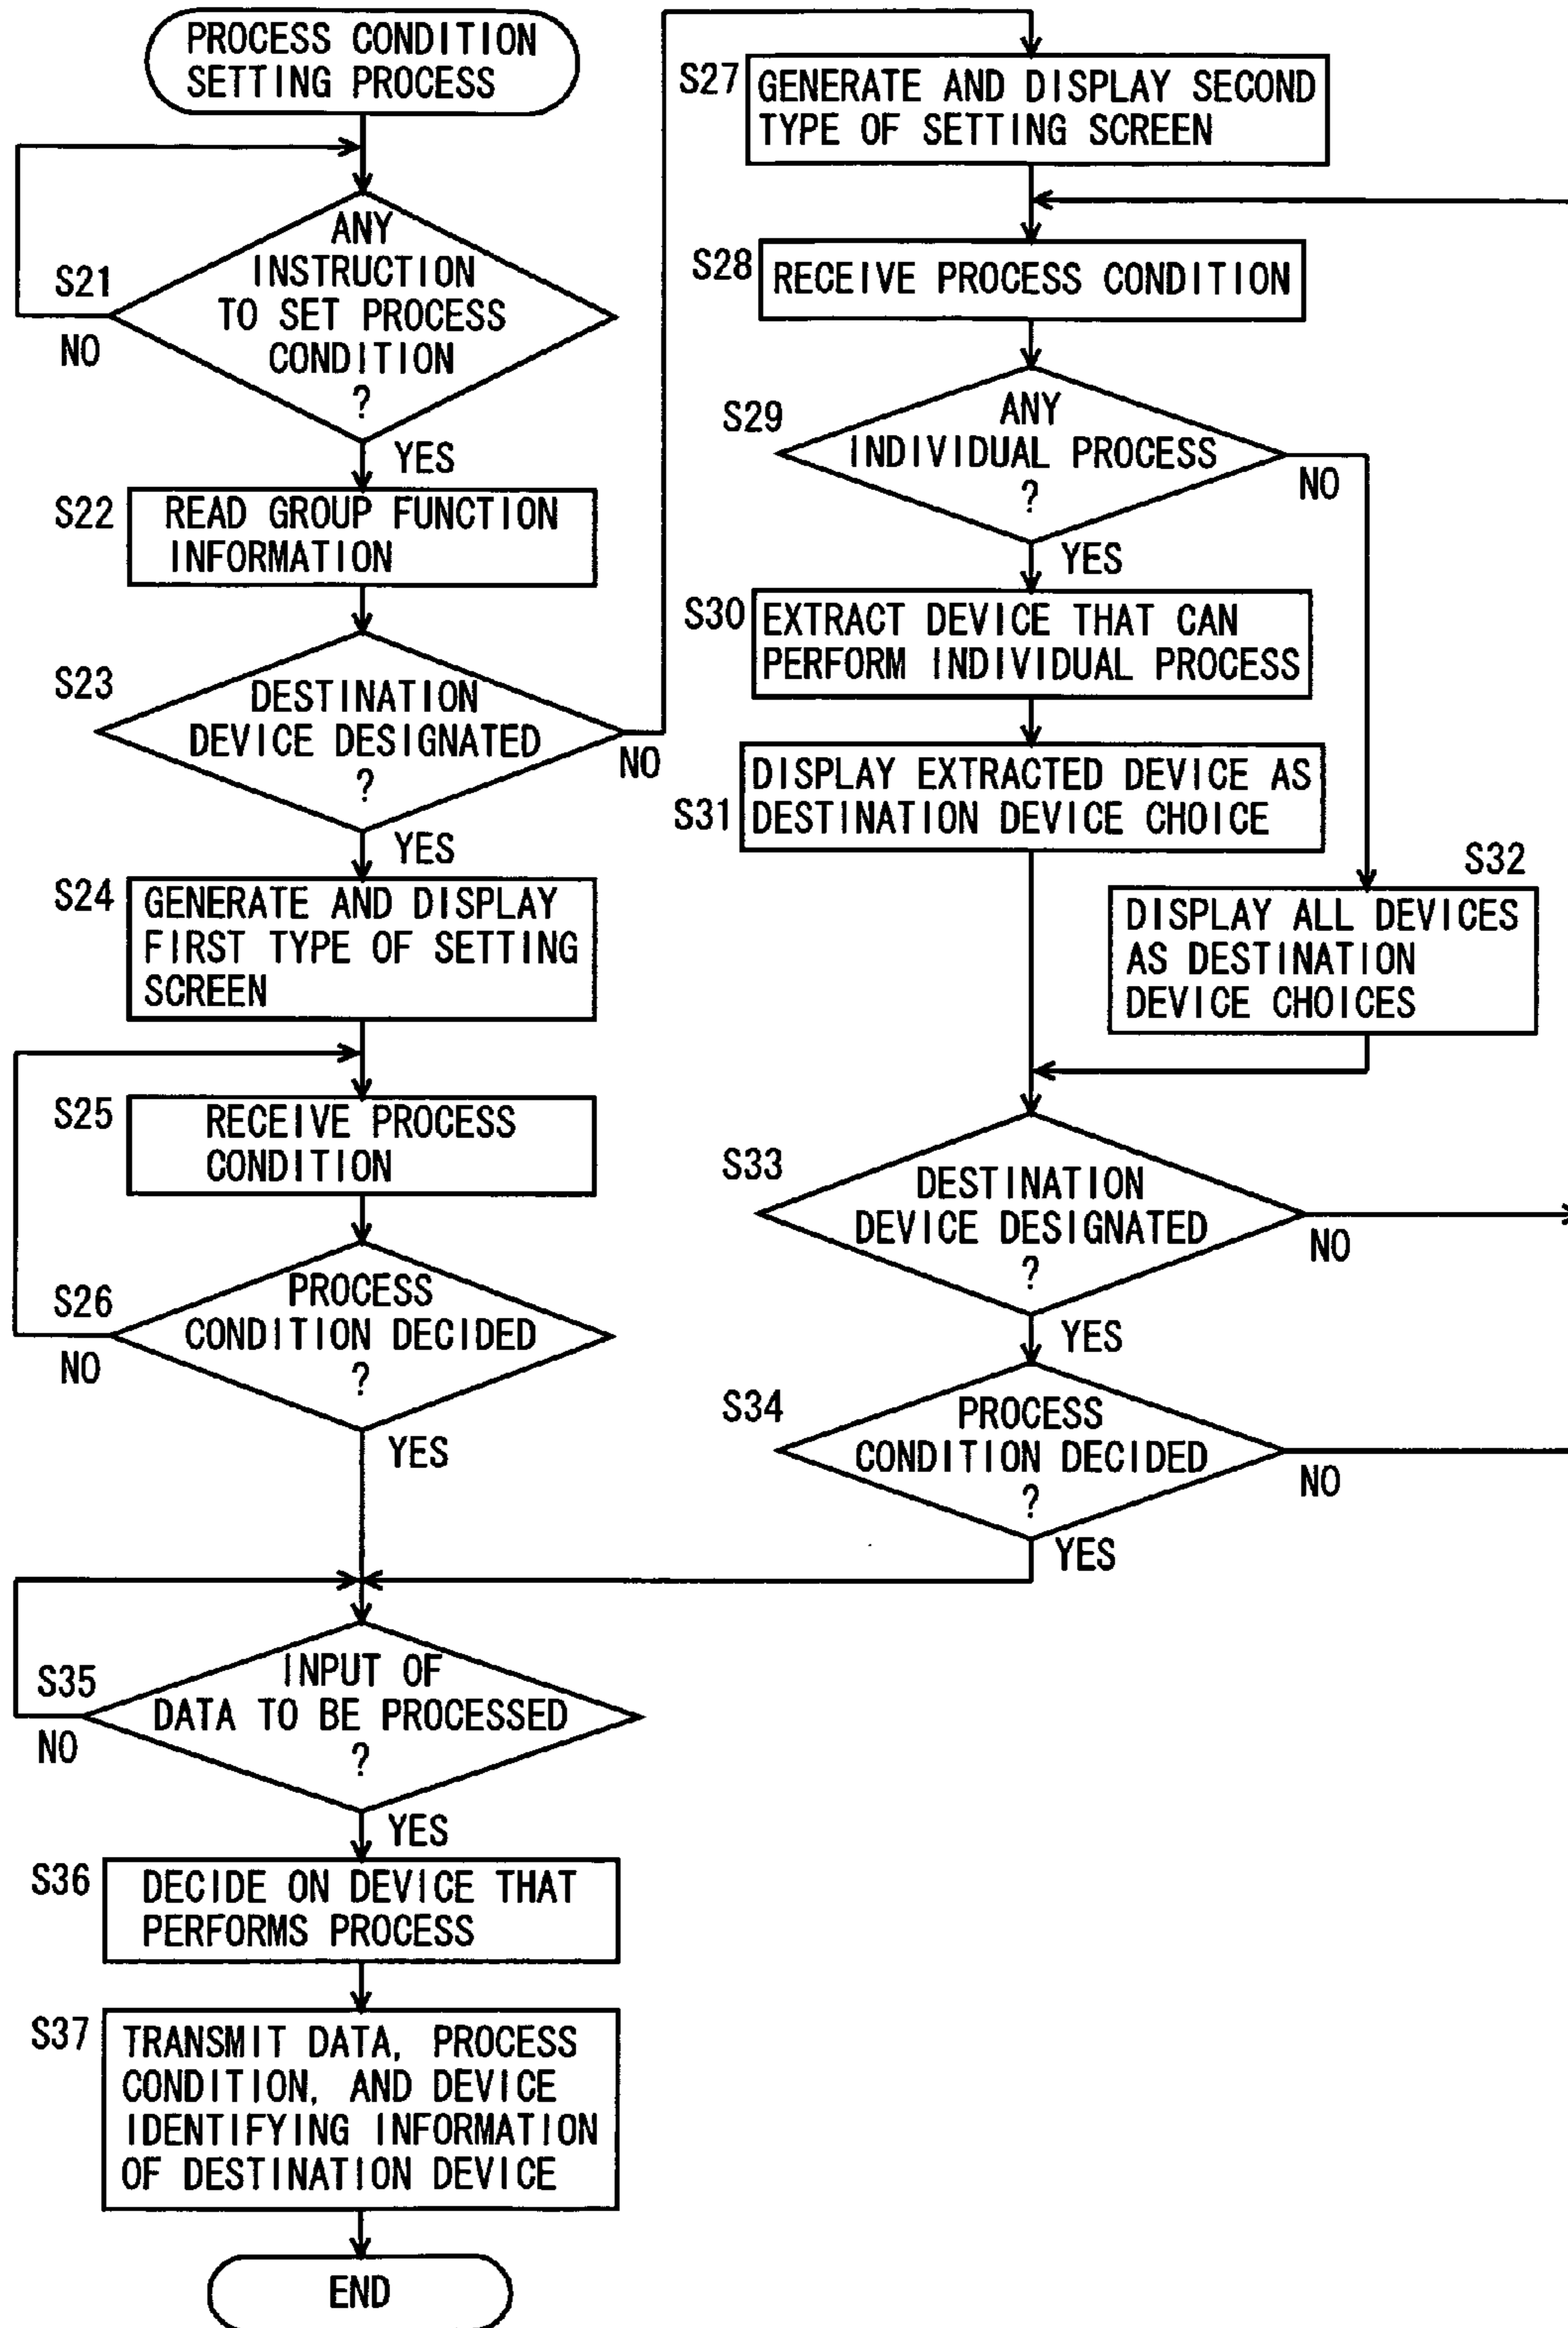 PROCESS CONDITION
SETTING PROCESS
S21
ANY
INSTRUCTION
TO SET PROCESS
CONDITION
?
NO
YES
S22
READ GROUP FUNCTION
INFORMATION
S23
DESTINATION
DEVICE DESIGNATED
?
NO
YES
S24
GENERATE AND DISPLAY
FIRST TYPE OF SETTING
SCREEN
S25
RECEIVE PROCESS
CONDITION
S26
PROCESS
CONDITION DECIDED
?
NO
YES
S27
GENERATE AND DISPLAY SECOND
TYPE OF SETTING SCREEN
S28
RECEIVE PROCESS CONDITION
S29
ANY
INDIVIDUAL PROCESS
?
NO
YES
S30
EXTRACT DEVICE THAT CAN
PERFORM INDIVIDUAL PROCESS
S31
DISPLAY EXTRACTED DEVICE AS
DESTINATION DEVICE CHOICE
S32
DISPLAY ALL DEVICES
AS DESTINATION
DEVICE CHOICES
S33
DESTINATION
DEVICE DESIGNATED
?
NO
YES
S34
PROCESS
CONDITION DECIDED
?
NO
YES
S35
INPUT OF
DATA TO BE PROCESSED
?
NO
YES
S36
DECIDE ON DEVICE THAT
PERFORMS PROCESS
S37
TRANSMIT DATA, PROCESS
CONDITION, AND DEVICE
IDENTIFYING INFORMATION
OF DESTINATION DEVICE
END